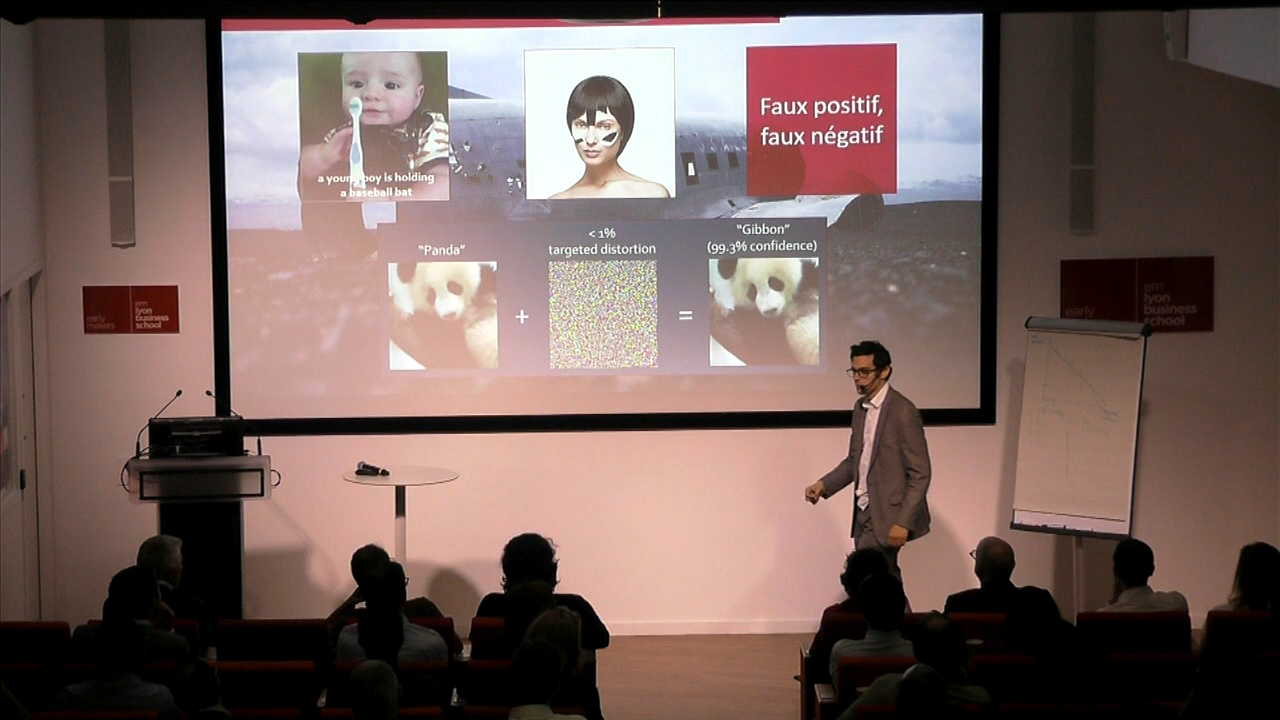 a young boy is holding
a baseball bat
Faux positif,
faux négatif
"Panda"
< 1%
targeted distortion
"Gibbon"
(99.3% confidence)
+
=
early
makers
em
lyon
business
school
early
em
lyon
business
school